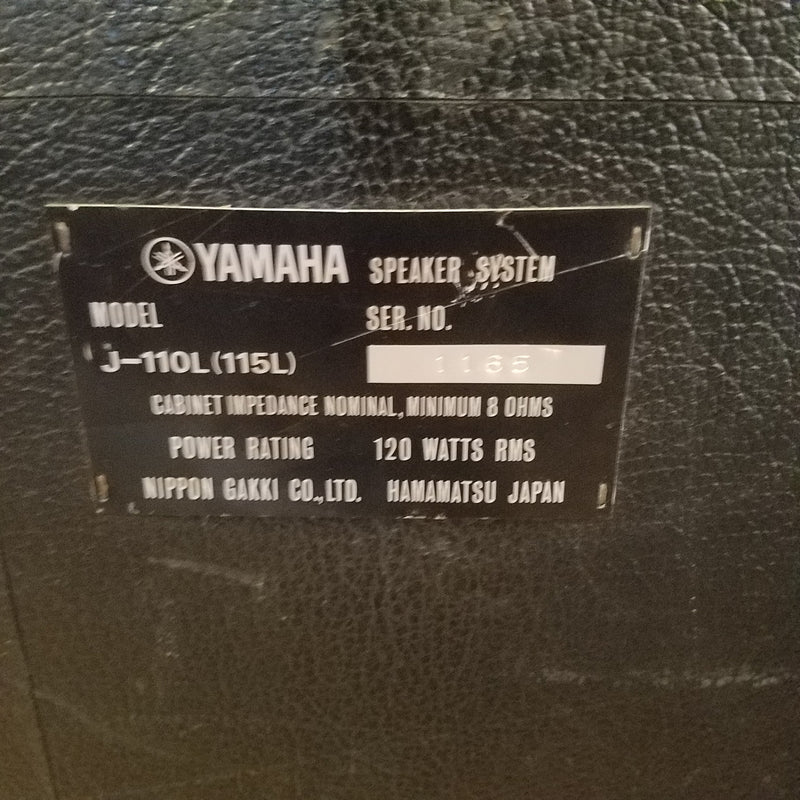 YAMAHA SPEAKER SYSTEM
MODEL SER. NO.
J-110L(115L) 1165
CABINET IMPEDANCE NOMINAL, MINIMUM 8 OHMS
POWER RATING 120 WATTS RMS
NIPPON GAKKI CO., LTD. HAMAMATSU JAPAN